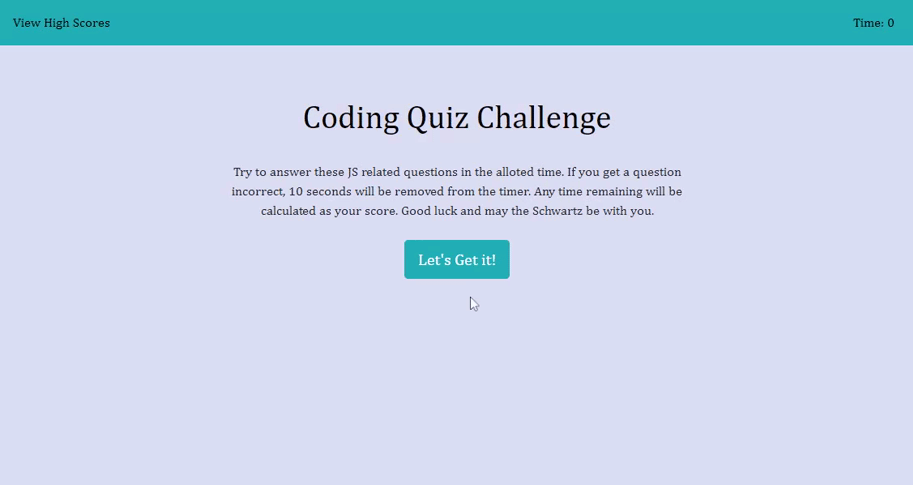 View High Scores
Time: 0
Coding Quiz Challenge
Try to answer these JS related questions in the alloted time. If you get a question
incorrect, 10 seconds will be removed from the timer. Any time remaining will be
calculated as your score. Good luck and may the Schwartz be with you.
Let's Get it!